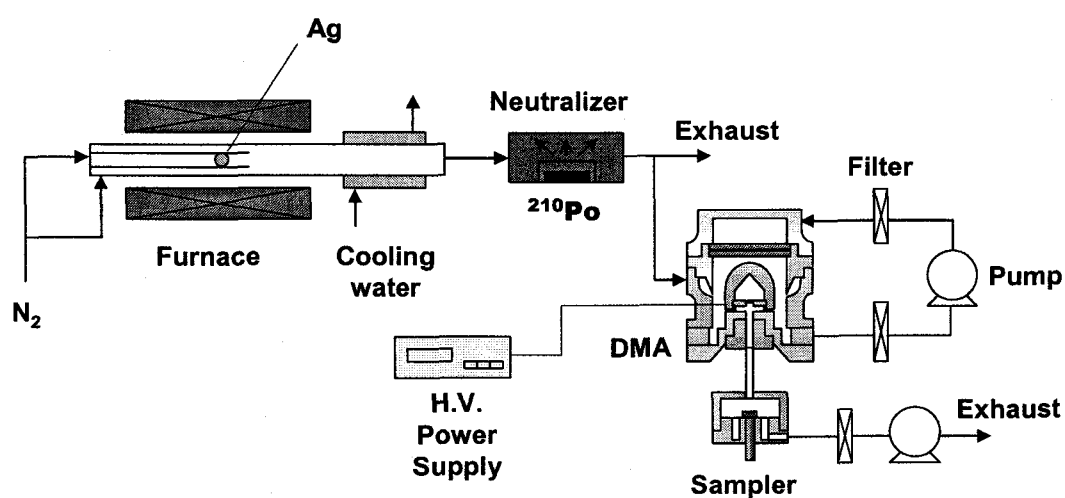 Ag
Neutralizer
Exhaust
Filter
²¹⁰Po
Furnace
Cooling
water
Pump
N₂
DMA
H.V.
Power
Supply
Exhaust
Sampler